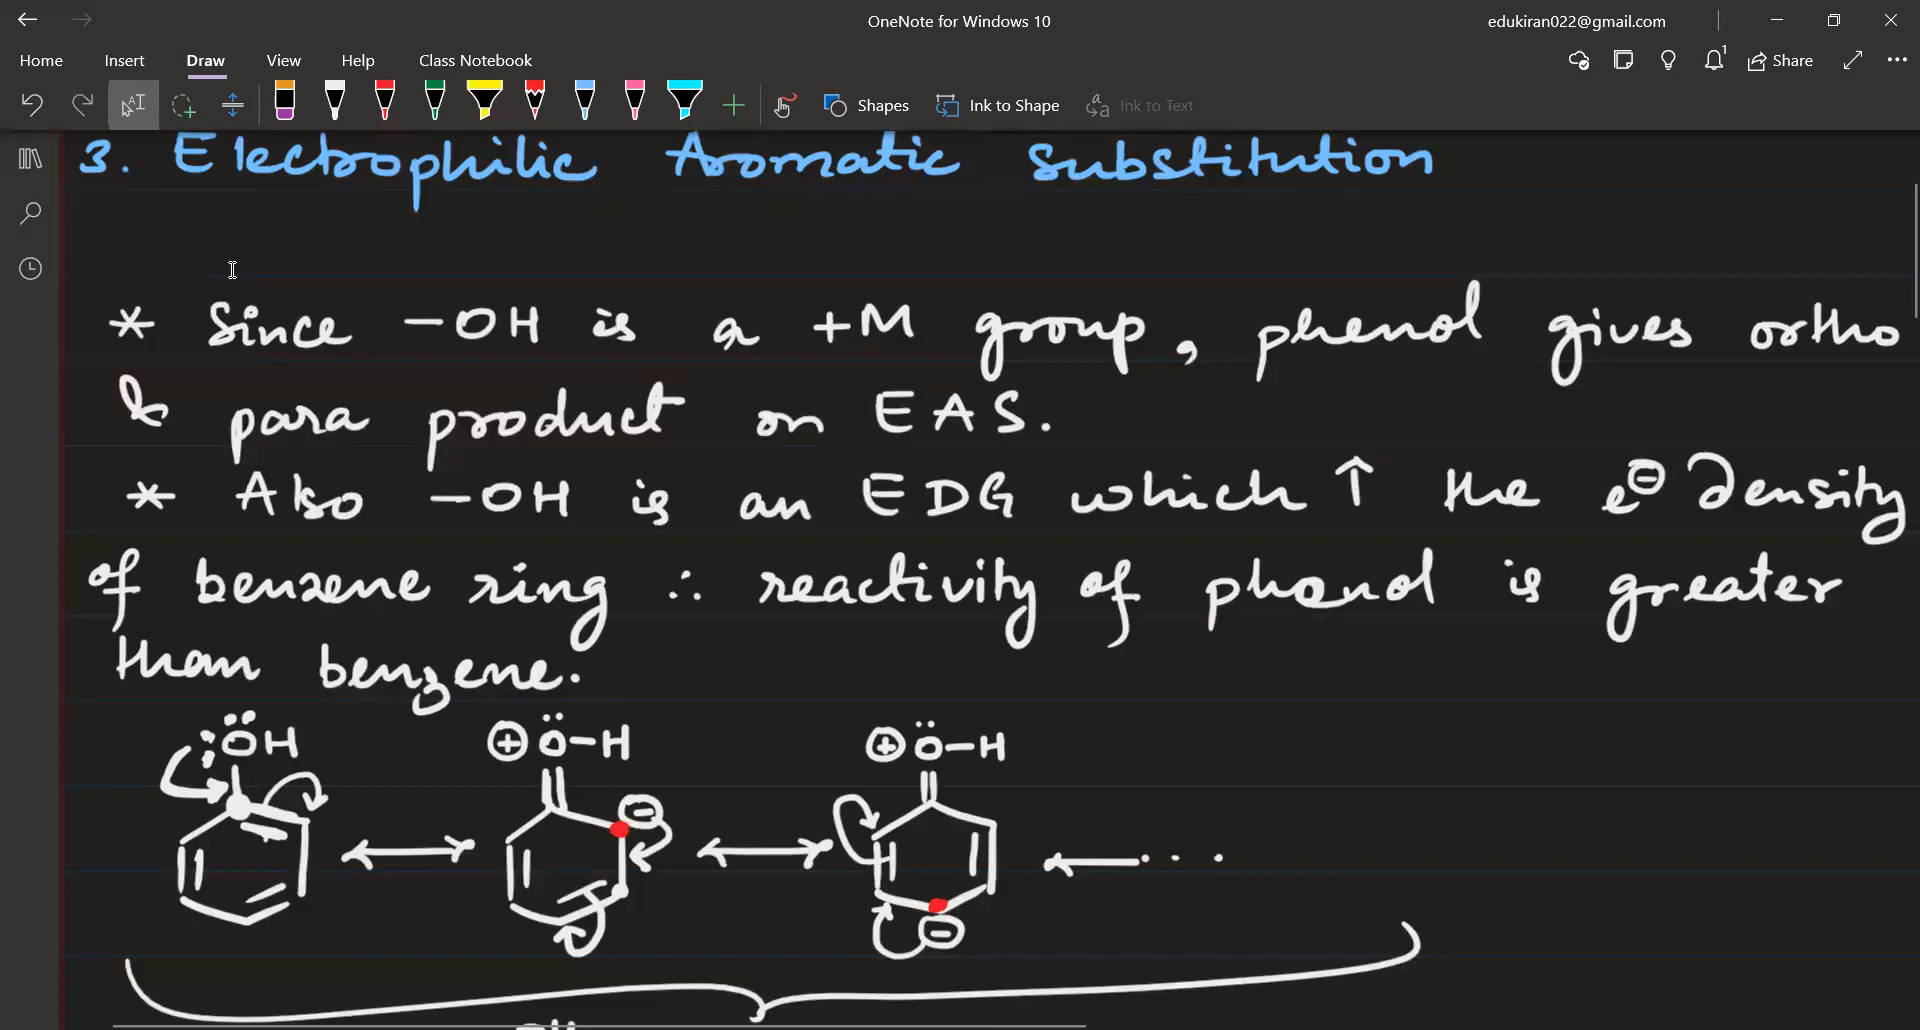 OneNote for Windows 10
edukiran022@gmail.com
Home Insert Draw View Help Class Notebook
1 Share
Shapes Ink to Shape Ink to Text
3. Electrophilic Aromatic Substitution
* Since -OH is a +M group, phenol gives ortho
& para product on EAS.
* Also -OH is an EDG which ↑ the e⊖ density
of benzene ring ∴ reactivity of phenol is greater
than benzene.
:ÖH ⊕ Ö-H ⊕ Ö-H